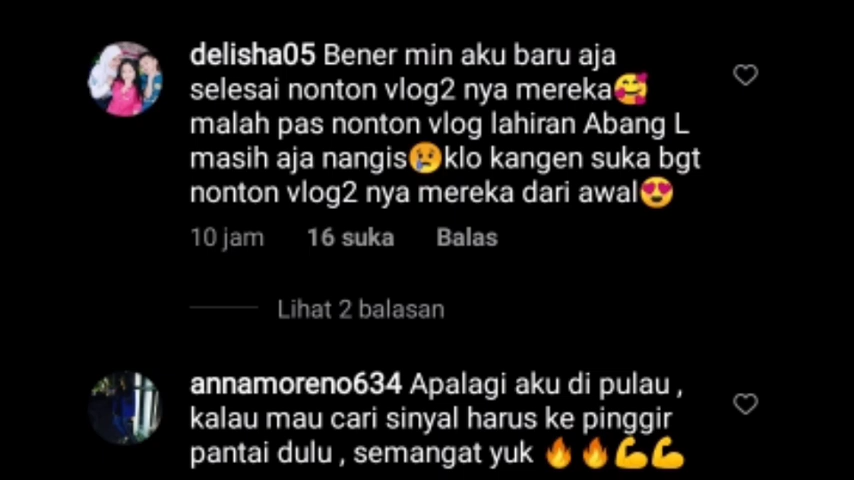 delisha05 Bener min aku baru aja
selesai nonton vlog2 nya mereka🥰
malah pas nonton vlog lahiran Abang L
masih aja nangis😢klo kangen suka bgt
nonton vlog2 nya mereka dari awal😍
10 jam 16 suka Balas
Lihat 2 balasan
annamoreno634 Apalagi aku di pulau ,
kalau mau cari sinyal harus ke pinggir
pantai dulu , semangat yuk 🔥🔥💪💪